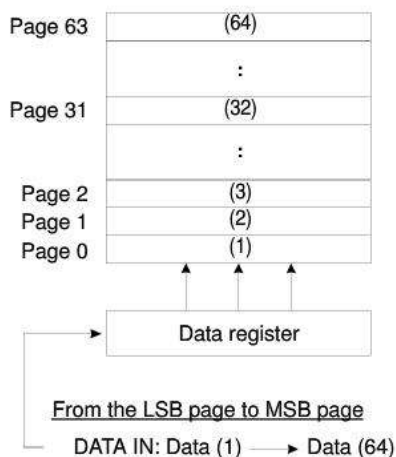 Page 63 (64)
:
Page 31 (32)
:
Page 2 (3)
Page 1 (2)
Page 0 (1)
Data register
From the LSB page to MSB page
DATA IN: Data (1) Data (64)